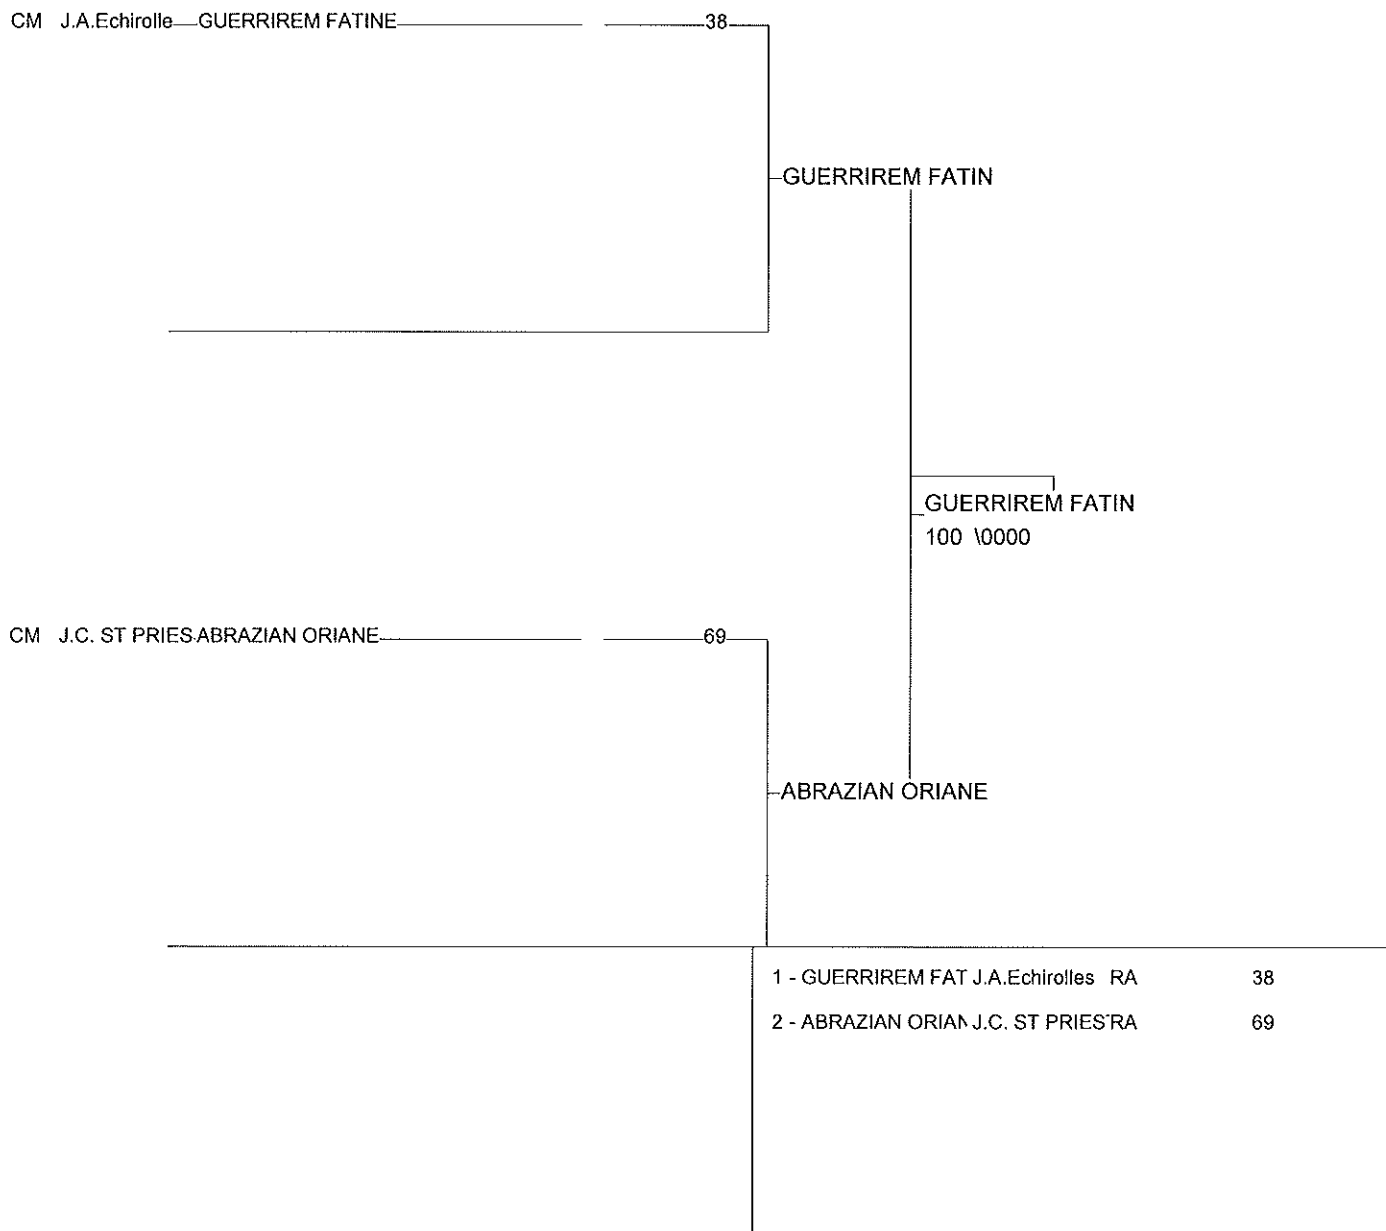 CM J.A.Echirolle GUERRIREM FATINE 38
GUERRIREM FATIN
GUERRIREM FATIN
100 \0000
CM J.C. ST PRIES ABRAZIAN ORIANE 69
ABRAZIAN ORIANE
1 - GUERRIREM FAT J.A.Echirolles RA 38
2 - ABRAZIAN ORIAN J.C. ST PRIEST RA 69